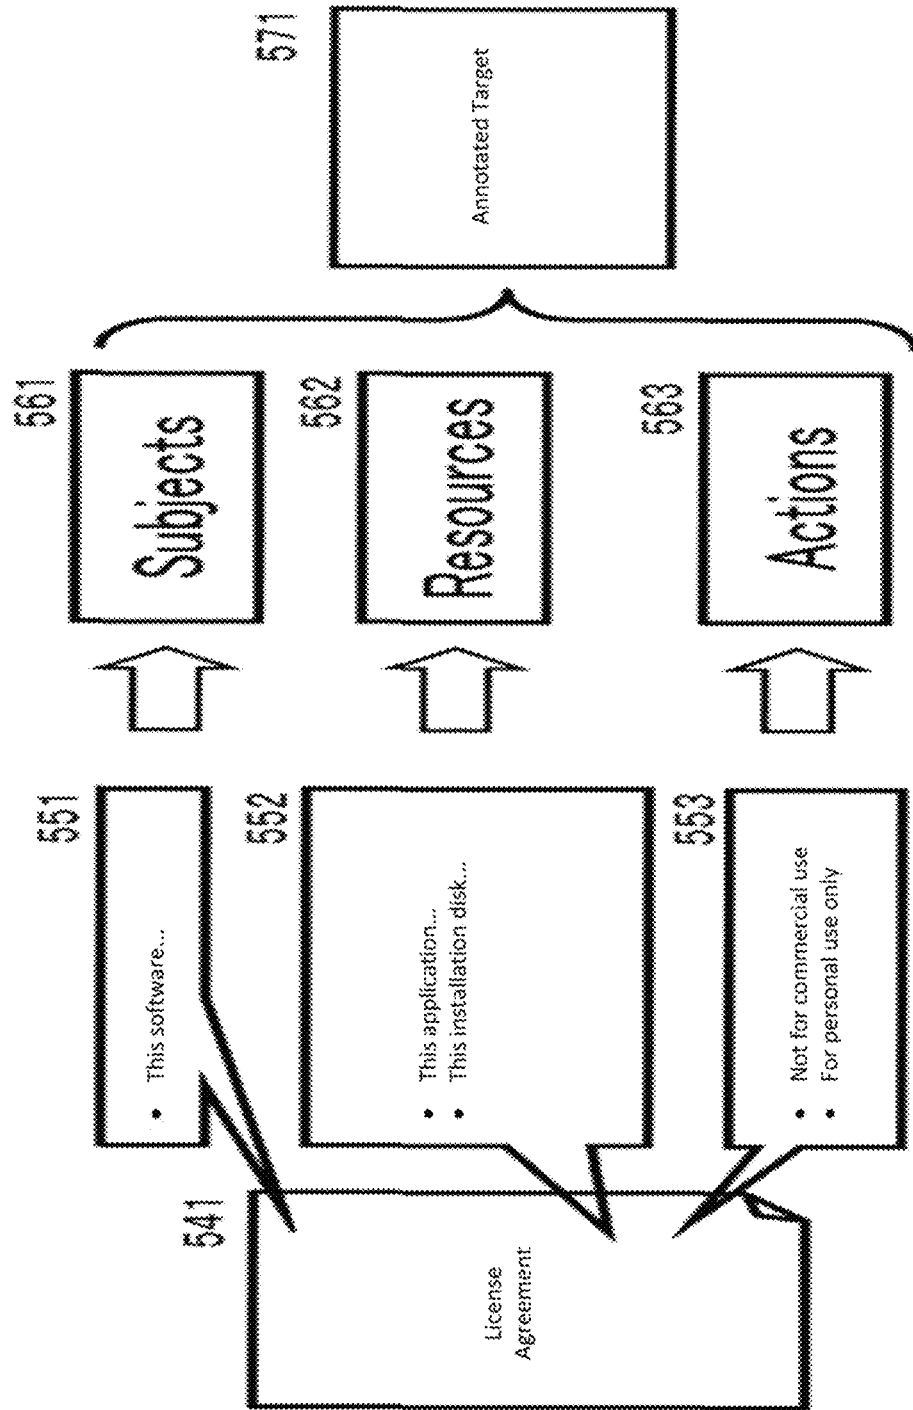 541
License
Agreement
551
• This software...
552
• This application...
• This installation disk...
553
• Not for commercial use
• For personal use only
561
Subjects
562
Resources
563
Actions
571
Annotated Target